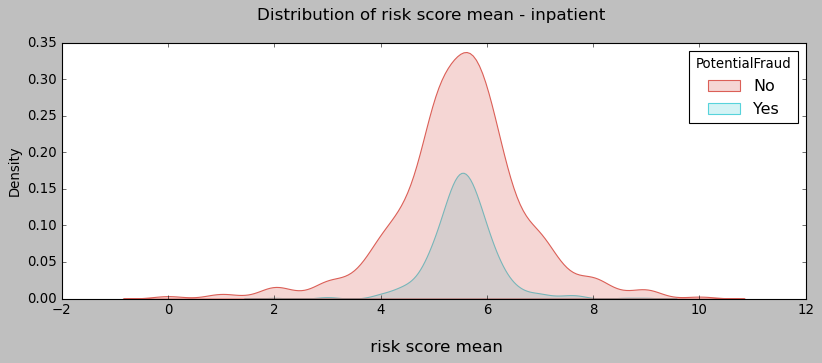 Distribution of risk score mean - inpatient
0.35
0.30
0.25
0.20
0.15
0.10
0.05
0.00
Density
PotentialFraud
No
Yes
−2 0 2 4 6 8 10 12
risk score mean